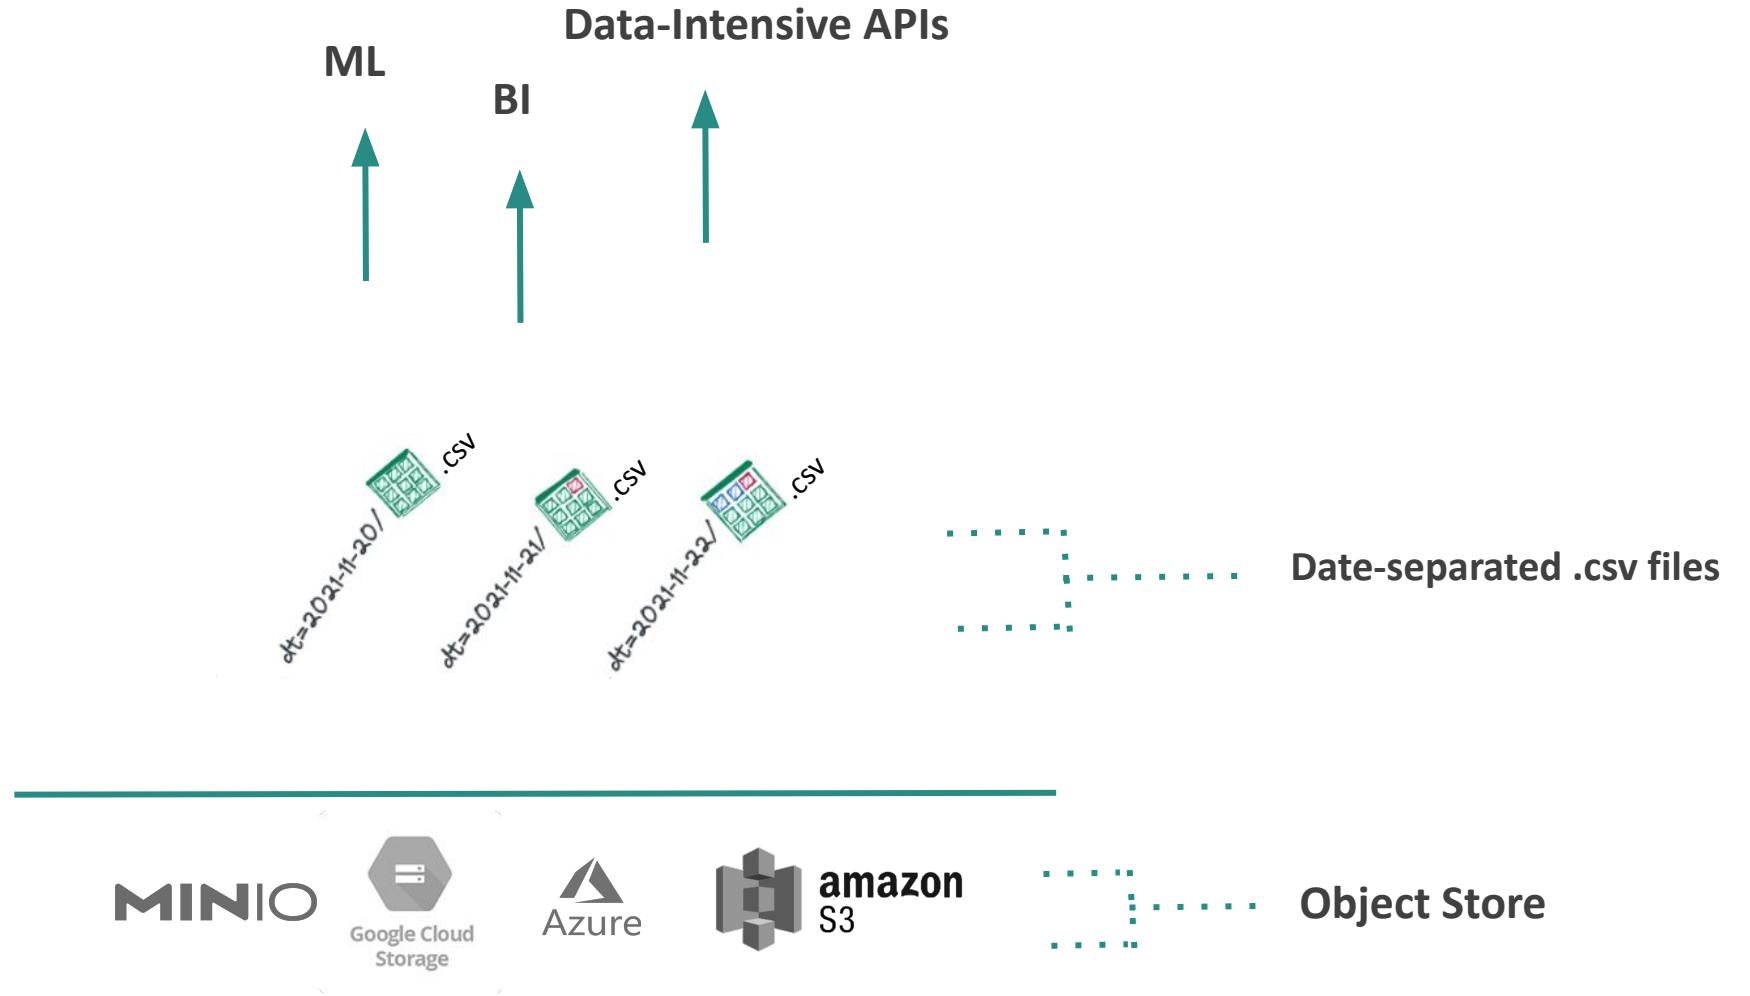 Data-Intensive APIs
ML
BI
.csv
.csv
.csv
dt=2021-11-20/
dt=2021-11-21/
dt=2021-11-22/
Date-separated .csv files
MINIO
Google Cloud
Storage
Azure
amazon
S3
Object Store